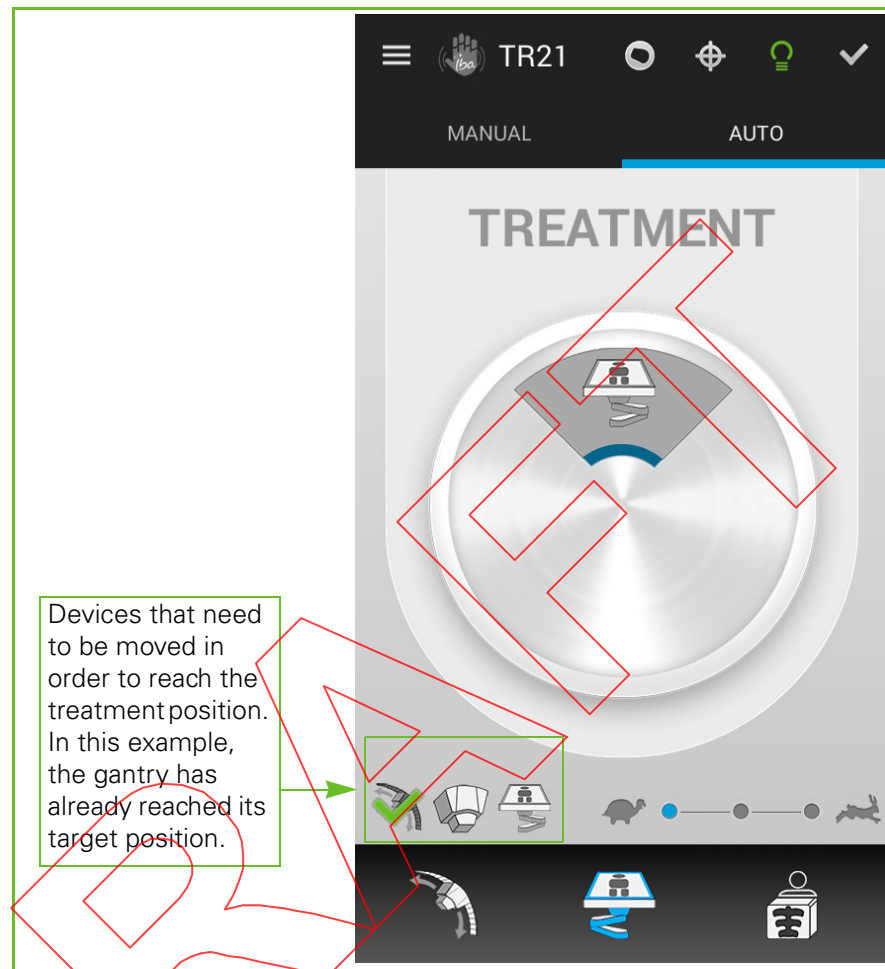 iba TR21
MANUAL AUTO
TREATMENT
Devices that need
to be moved in
order to reach the
treatment position.
In this example,
the gantry has
already reached its
target position.